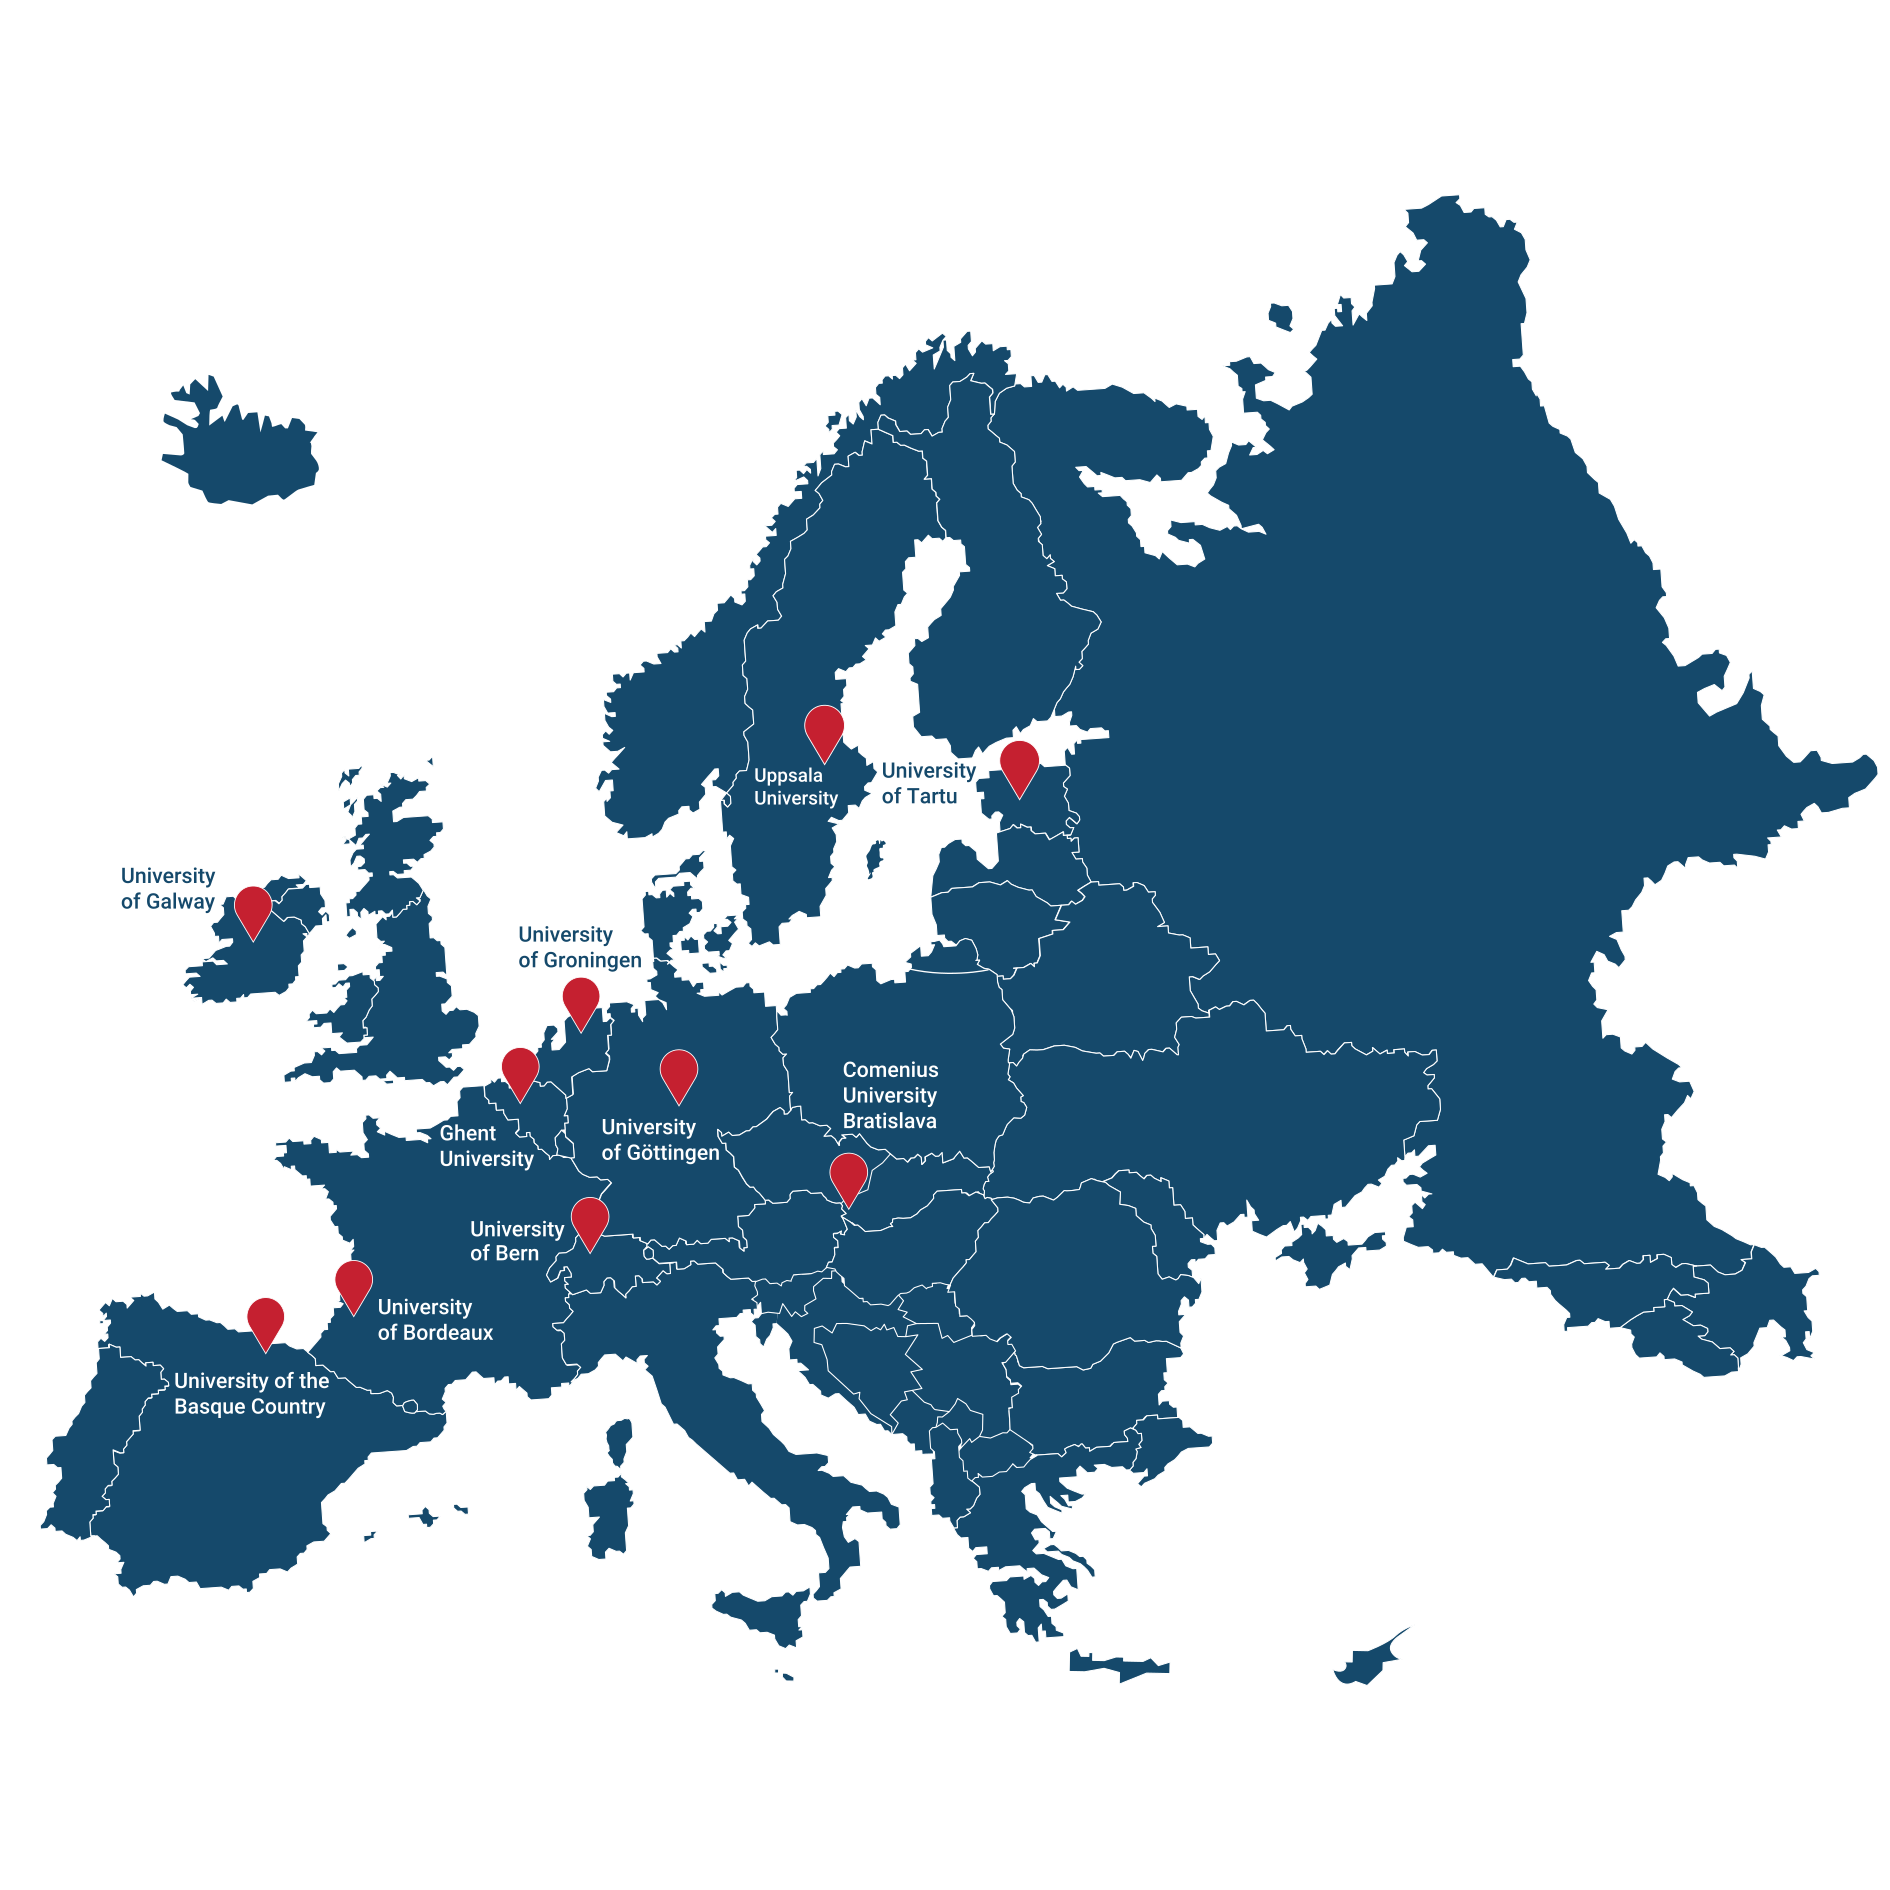 Uppsala
University
University
of Tartu
University
of Galway
University
of Groningen
Comenius
University
Bratislava
Ghent
University
University
of Göttingen
University
of Bern
University
of Bordeaux
University of the
Basque Country